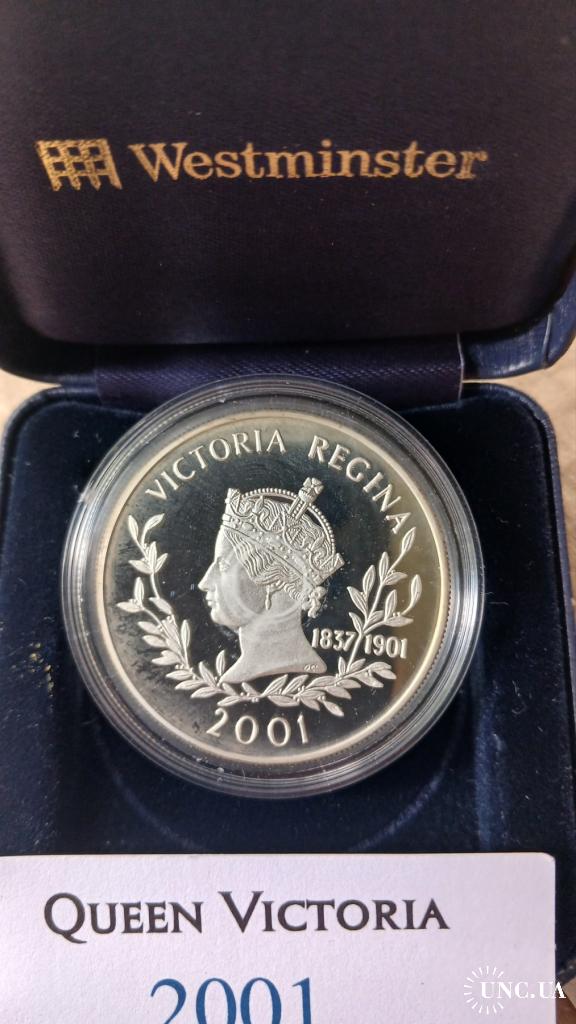 Westminster
VICTORIA REGINA
1837 1901
2001
QUEEN VICTORIA
2001
UNC.UA